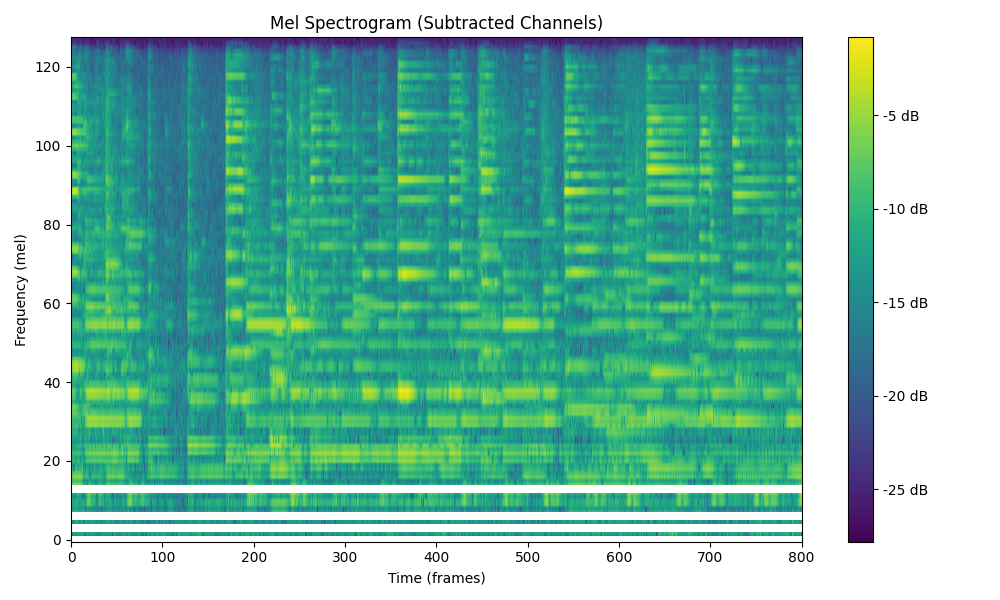 Mel Spectrogram (Subtracted Channels)
120
100
80
60
40
20
0
Frequency (mel)
0 100 200 300 400 500 600 700 800
Time (frames)
-5 dB
-10 dB
-15 dB
-20 dB
-25 dB